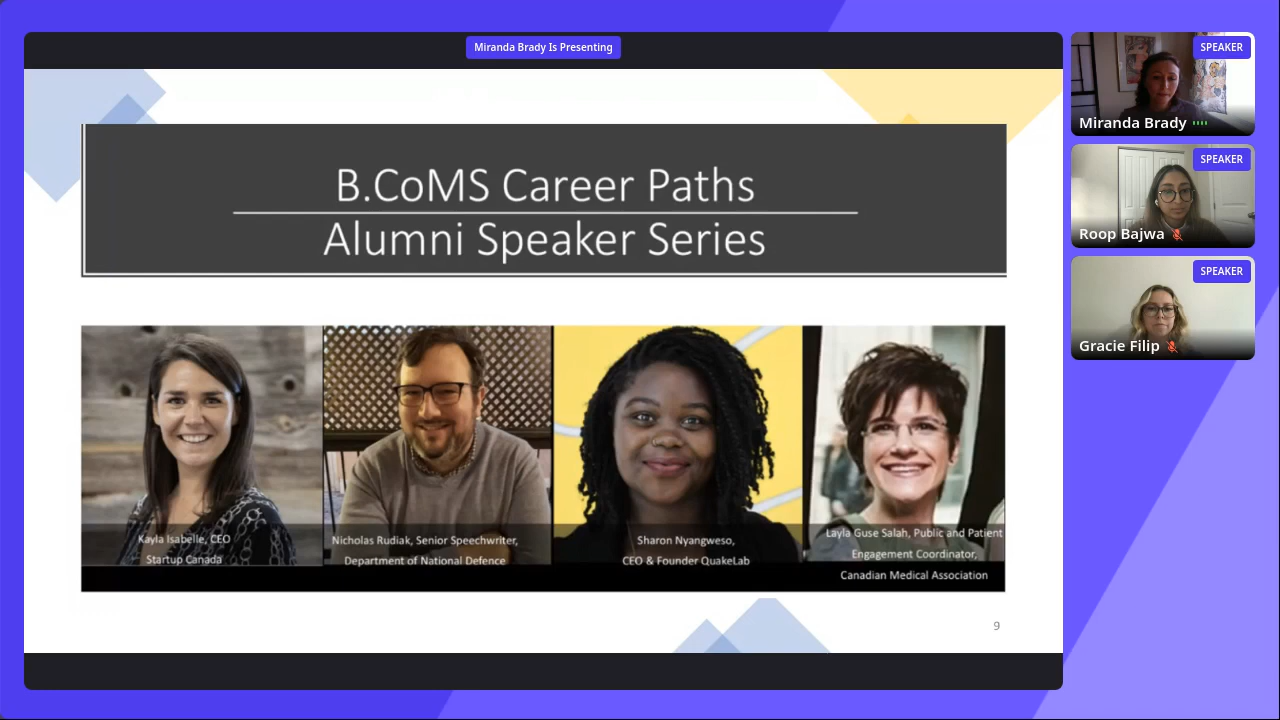 Miranda Brady Is Presenting
B.CoMS Career Paths
Alumni Speaker Series
Kayla Isabelle, CEO
Startup Canada
Nicholas Rudiak, Senior Speechwriter,
Department of National Defence
Sharon Nyangweso,
CEO & Founder QuakeLab
Layla Guse Salah, Public and Patient
Engagement Coordinator,
Canadian Medical Association
9
SPEAKER
Miranda Brady
SPEAKER
Roop Bajwa
SPEAKER
Gracie Filip